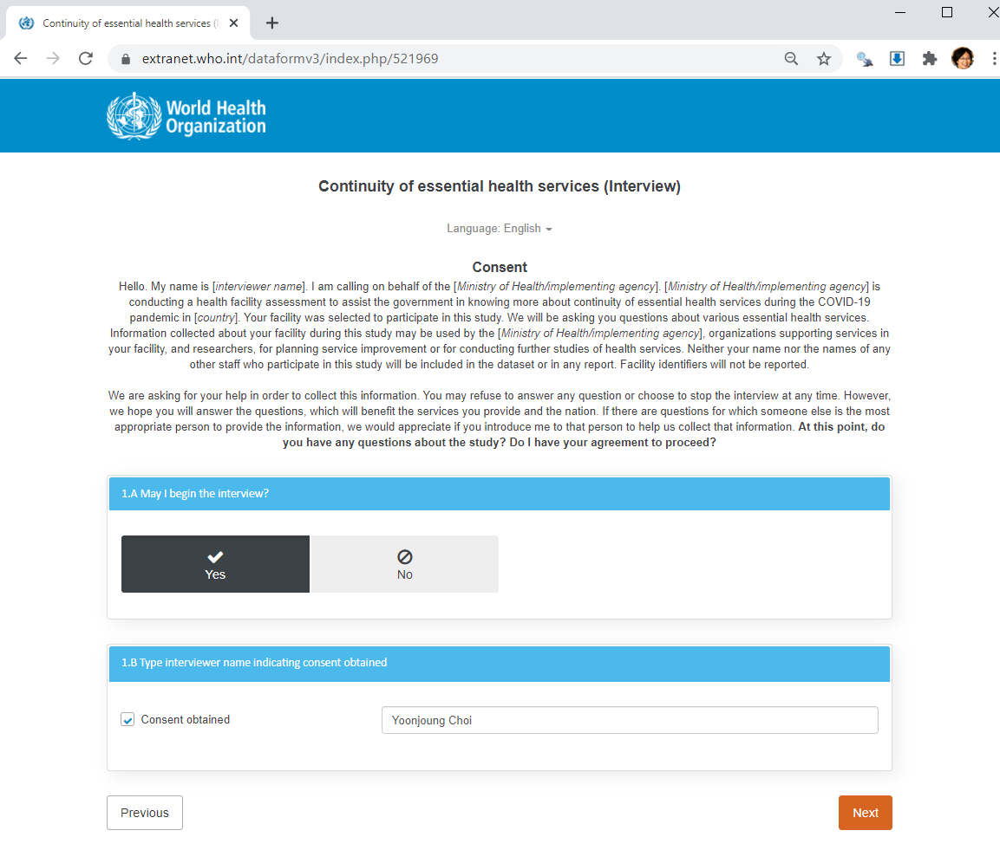 Continuity of essential health services (
extranet.who.int/dataformv3/index.php/521969
World Health
Organization
Continuity of essential health services (Interview)
Language: English
Consent
Hello. My name is [interviewer name]. I am calling on behalf of the [Ministry of Health/implementing agency]. [Ministry of Health/implementing agency] is
conducting a health facility assessment to assist the government in knowing more about continuity of essential health services during the COVID-19
pandemic in [country]. Your facility was selected to participate in this study. We will be asking you questions about various essential health services.
Information collected about your facility during this study may be used by the [Ministry of Health/implementing agency], organizations supporting services in
your facility, and researchers, for planning service improvement or for conducting further studies of health services. Neither your name nor the names of any
other staff who participate in this study will be included in the dataset or in any report. Facility identifiers will not be reported.
We are asking for your help in order to collect this information. You may refuse to answer any question or choose to stop the interview at any time. However,
we hope you will answer the questions, which will benefit the services you provide and the nation. If there are questions for which someone else is the most
appropriate person to provide the information, we would appreciate if you introduce me to that person to help us collect that information. At this point, do
you have any questions about the study? Do I have your agreement to proceed?
1.A May I begin the interview?
Yes
No
1.B Type interviewer name indicating consent obtained
Consent obtained
Yoonjoung Choi
Previous
Next